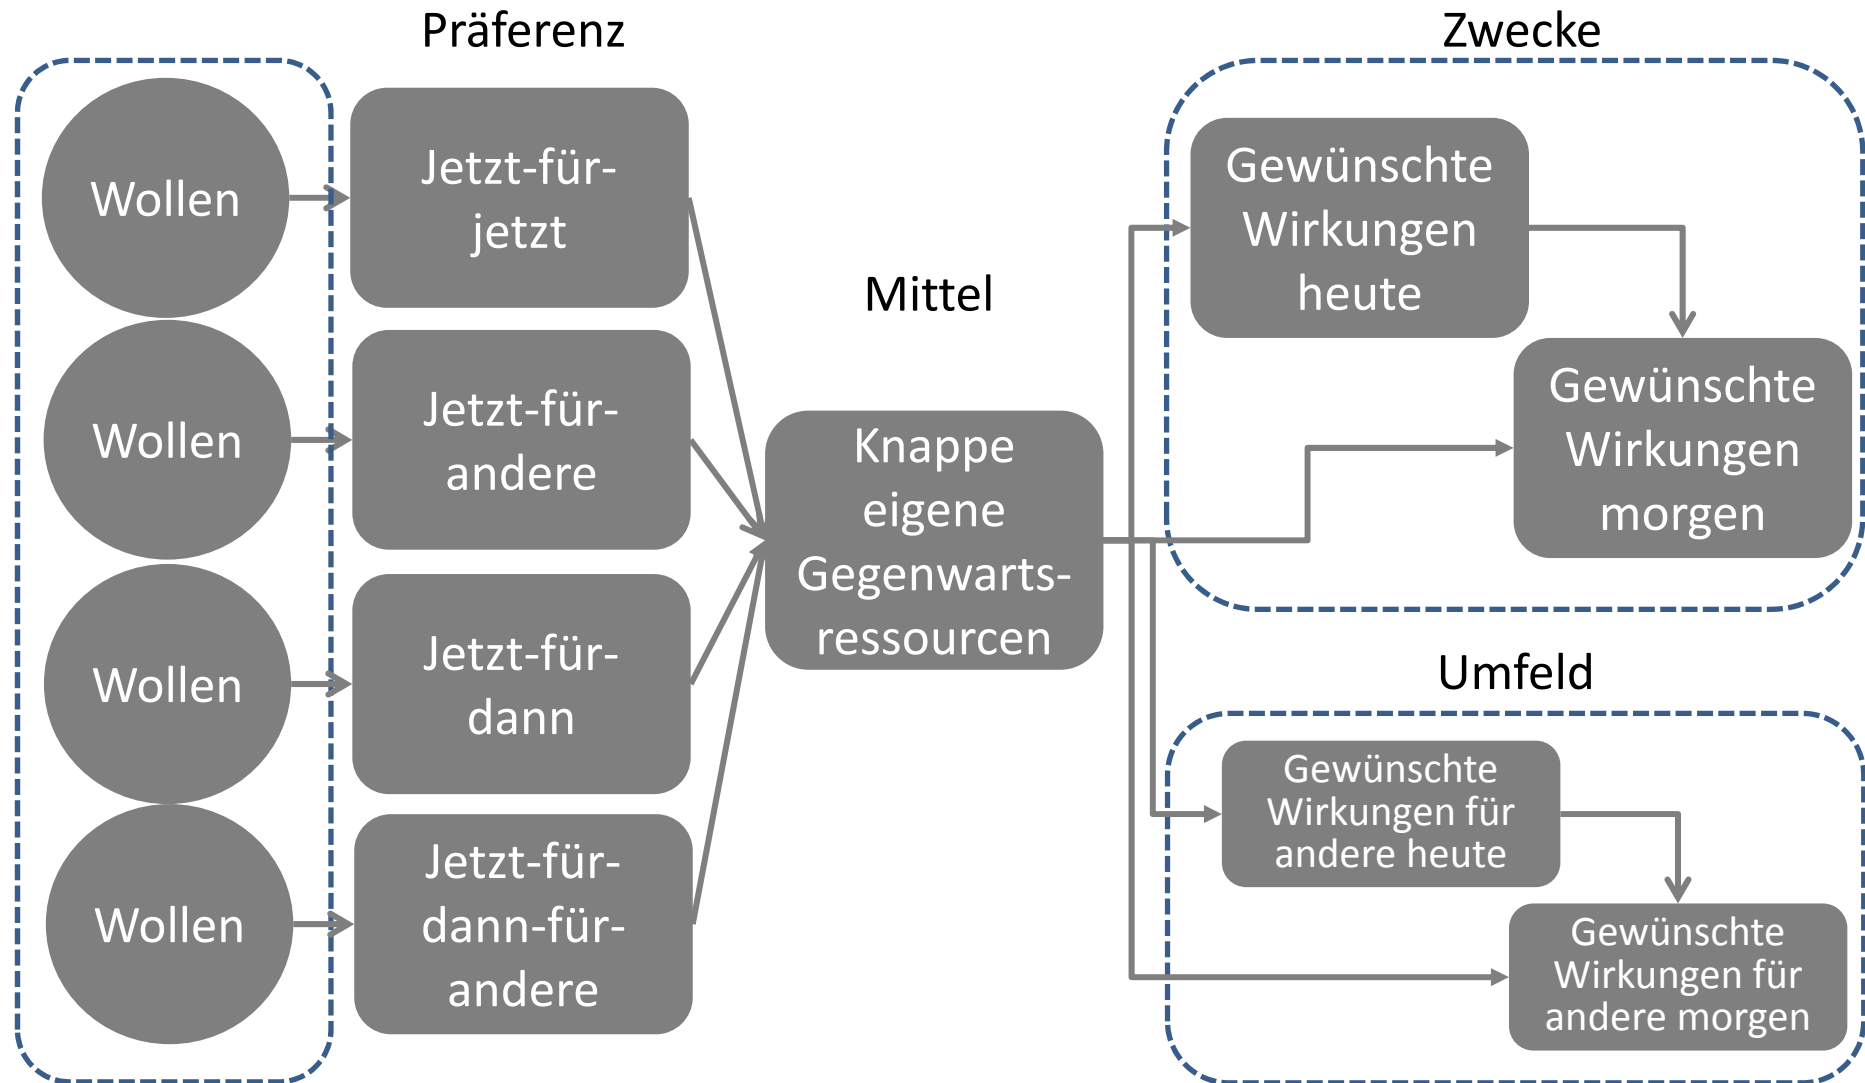 Präferenz
Zwecke
Wollen
Jetzt-für-
jetzt
Wollen
Jetzt-für-
andere
Wollen
Jetzt-für-
dann
Wollen
Jetzt-für-
dann-für-
andere
Mittel
Knappe
eigene
Gegenwarts-
ressourcen
Gewünschte
Wirkungen
heute
Gewünschte
Wirkungen
morgen
Umfeld
Gewünschte
Wirkungen für
andere heute
Gewünschte
Wirkungen für
andere morgen